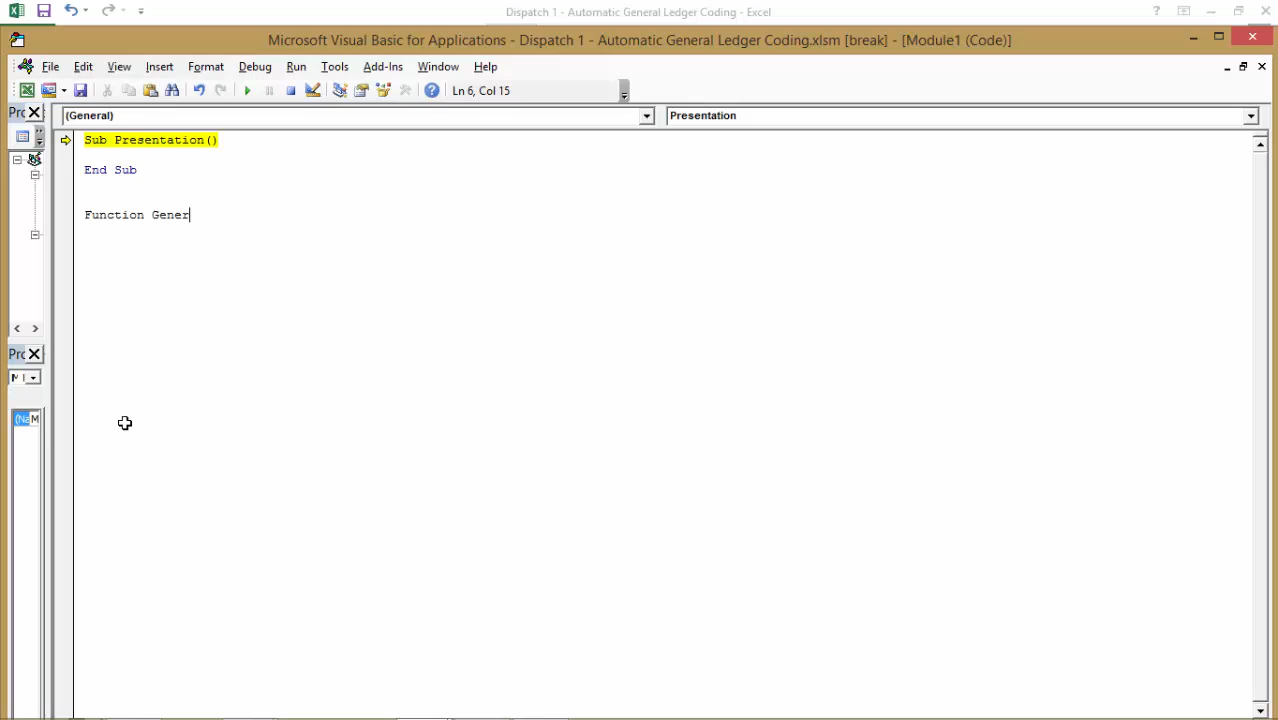 Dispatch 1 - Automatic General Ledger Coding - Excel
Microsoft Visual Basic for Applications - Dispatch 1 - Automatic General Ledger Coding.xlsm [break] - [Module1 (Code)]
File Edit View Insert Format Debug Run Tools Add-Ins Window Help
Ln 6, Col 15
(General) Presentation
Sub Presentation()
End Sub
Function Gener